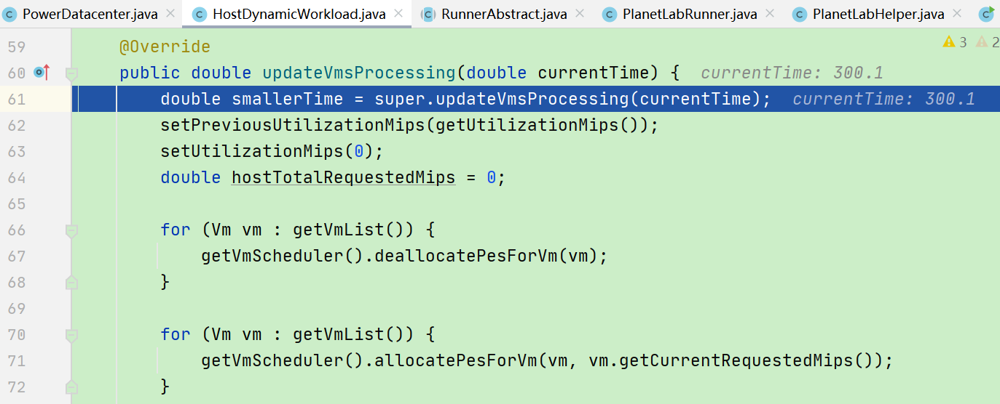 PowerDatacenter.java HostDynamicWorkload.java RunnerAbstract.java PlanetLabRunner.java PlanetLabHelper.java
59 @Override 3 2
60 public double updateVmsProcessing(double currentTime) { currentTime: 300.1
61 double smallerTime = super.updateVmsProcessing(currentTime); currentTime: 300.1
62 setPreviousUtilizationMips(getUtilizationMips());
63 setUtilizationMips(0);
64 double hostTotalRequestedMips = 0;
65
66 for (Vm vm : getVmList()) {
67 getVmScheduler().deallocatePesForVm(vm);
68 }
69
70 for (Vm vm : getVmList()) {
71 getVmScheduler().allocatePesForVm(vm, vm.getCurrentRequestedMips());
72 }